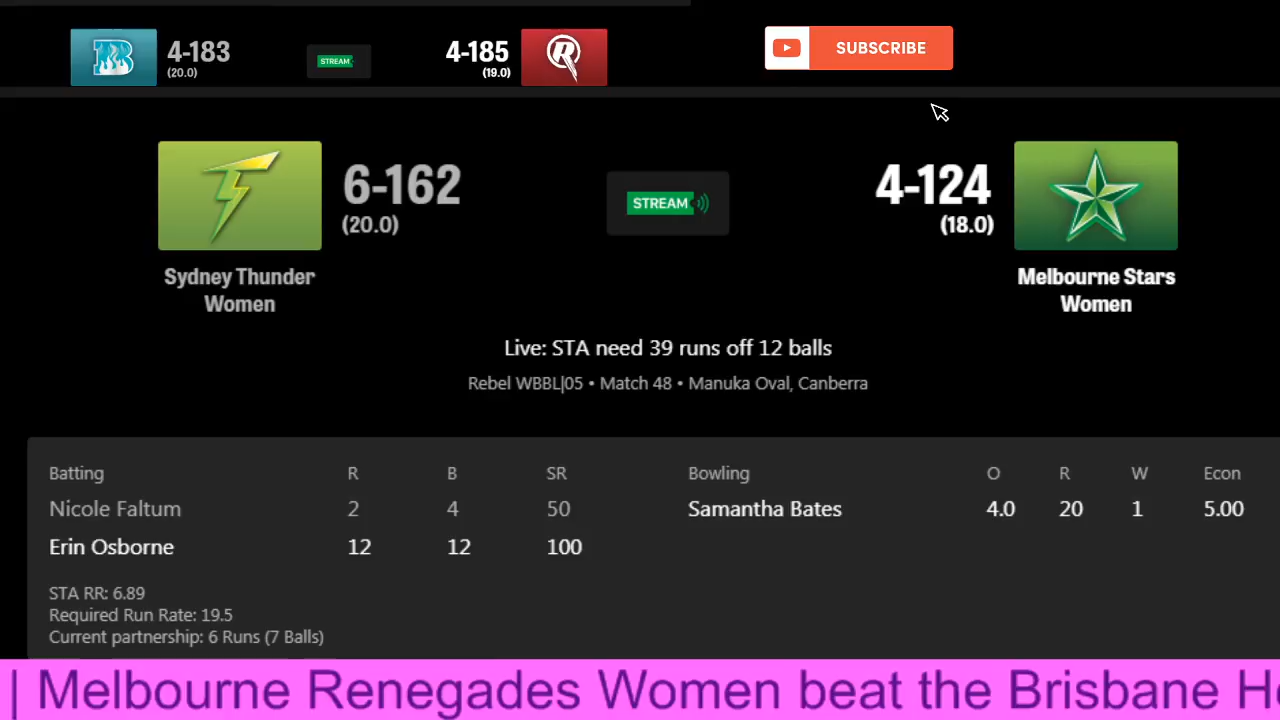 4-183
(20.0)
STREAM
4-185
(19.0)
R
SUBSCRIBE
B
6-162
(20.0)
STREAM
4-124
(18.0)
Sydney Thunder
Women
Melbourne Stars
Women
Live: STA need 39 runs off 12 balls
Rebel WBBL|05 • Match 48 • Manuka Oval, Canberra
Batting R B SR
Nicole Faltum 2 4 50
Erin Osborne 12 12 100
STA RR: 6.89
Required Run Rate: 19.5
Current partnership: 6 Runs (7 Balls)
Bowling O R W Econ
Samantha Bates 4.0 20 1 5.00
| Melbourne Renegades Women beat the Brisbane